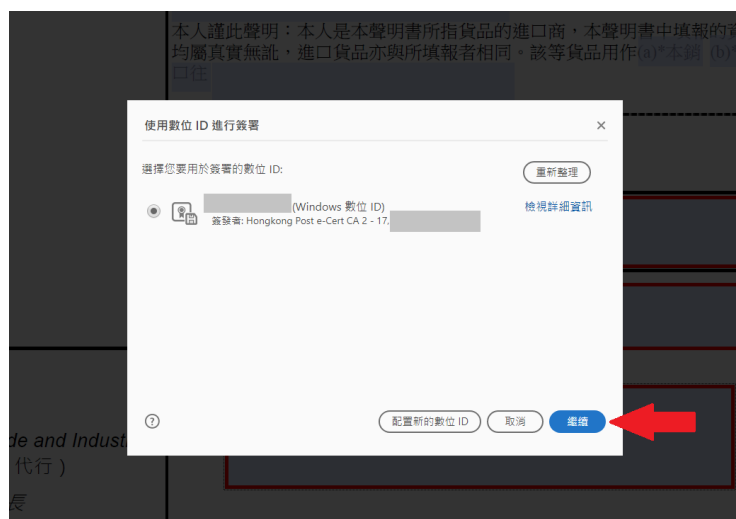 本人謹此聲明：本人是本聲明書所指貨品的進口商，本聲明書中填報的資
均屬真實無訛，進口貨品亦與所填報者相同。該等貨品用作(a)*本銷 (b)*
口往
使用數位 ID 進行簽署
選擇您要用於簽署的數位 ID:
重新整理
(Windows 數位 ID)
檢視詳細資訊
簽發者: Hongkong Post e-Cert CA 2 - 17,
配置新的數位 ID
取消
繼續
de and Indust
代行 )
長